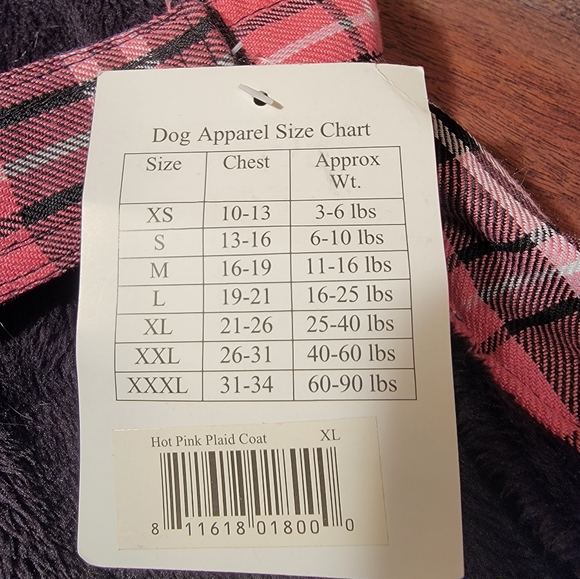 Dog Apparel Size Chart
Size Chest Approx Wt.
XS 10-13 3-6 lbs
S 13-16 6-10 lbs
M 16-19 11-16 lbs
L 19-21 16-25 lbs
XL 21-26 25-40 lbs
XXL 26-31 40-60 lbs
XXXL 31-34 60-90 lbs
Hot Pink Plaid Coat XL
8 11618 01800 0